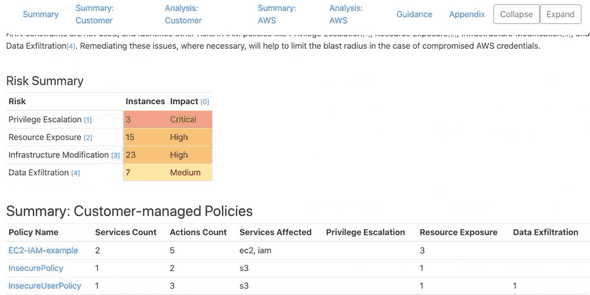 Summary
Summary: Customer
Analysis: Customer
Summary: AWS
Analysis: AWS
Guidance
Appendix
Collapse
Expand
Data Exfiltration[4]. Remediating these issues, where necessary, will help to limit the blast radius in the case of compromised AWS credentials.
Risk Summary
Risk Instances Impact [0]
Privilege Escalation [1] 3 Critical
Resource Exposure [2] 15 High
Infrastructure Modification [3] 23 High
Data Exfiltration [4] 7 Medium
Summary: Customer-managed Policies
Policy Name Services Count Actions Count Services Affected Privilege Escalation Resource Exposure Data Exfiltration
EC2-IAM-example 2 5 ec2, iam 3
InsecurePolicy 1 2 s3 1
InsecureUserPolicy 1 3 s3 1 1